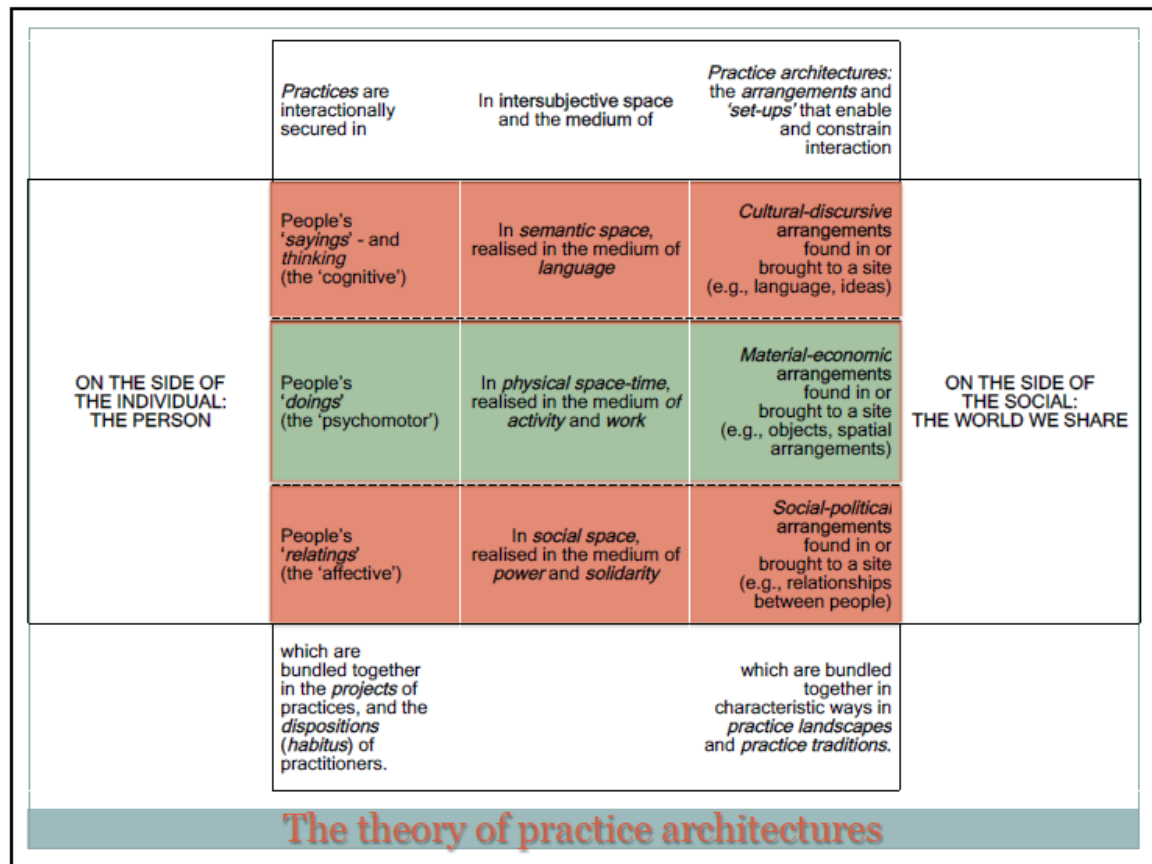 Practices are
interactionally
secured in
In intersubjective space
and the medium of
Practice architectures:
the arrangements and
'set-ups' that enable
and constrain
interaction
ON THE SIDE OF
THE INDIVIDUAL:
THE PERSON
People's
'sayings' - and
thinking
(the 'cognitive')
In semantic space,
realised in the medium of
language
Cultural-discursive
arrangements
found in or
brought to a site
(e.g., language, ideas)
People's
'doings'
(the 'psychomotor')
In physical space-time,
realised in the medium of
activity and work
Material-economic
arrangements
found in or
brought to a site
(e.g., objects, spatial
arrangements)
People's
'relatings'
(the 'affective')
In social space,
realised in the medium of
power and solidarity
Social-political
arrangements
found in or
brought to a site
(e.g., relationships
between people)
ON THE SIDE OF
THE SOCIAL:
THE WORLD WE SHARE
which are
bundled together
in the projects of
practices, and the
dispositions
(habitus) of
practitioners.
which are bundled
together in
characteristic ways in
practice landscapes
and practice traditions.
The theory of practice architectures